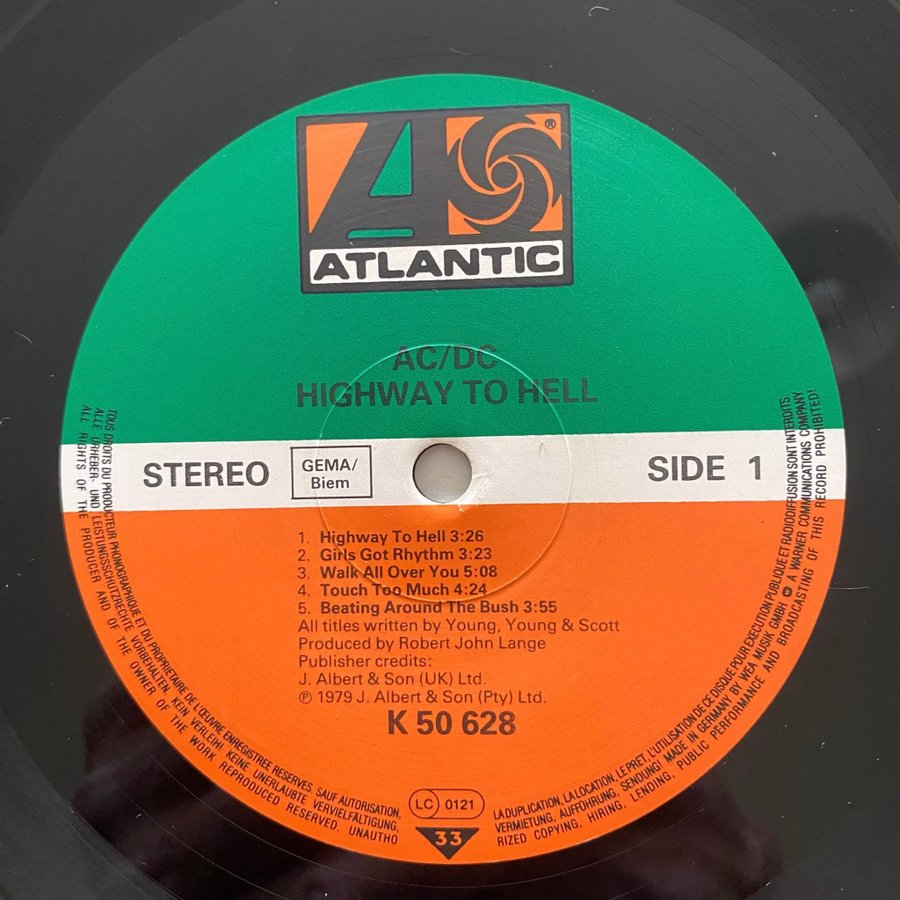 A
®
ATLANTIC
AC/DC
HIGHWAY TO HELL
STEREO
GEMA/
Biem
SIDE 1
1. Highway To Hell 3:26
2. Girls Got Rhythm 3:23
3. Walk All Over You 5:08
4. Touch Too Much 4:24
5. Beating Around The Bush 3:55
All titles written by Young, Young & Scott
Produced by Robert John Lange
Publisher credits:
J. Albert & Son (UK) Ltd.
℗ 1979 J. Albert & Son (Pty) Ltd.
K 50 628
LC 0121
33
TOUS DROITS DU PRODUCTEUR PHONOGRAPHIQUE ET DU PROPRIETAIRE DE L'ŒUVRE ENREGISTREE RESERVES. SAUF AUTORISATION,
LA DUPLICATION, LA LOCATION, LE PRET, L'UTILISATION DE CE DISQUE POUR EXECUTION PUBLIQUE ET RADIODIFFUSION SONT INTERDITS.
ALLE URHEBER- UND LEISTUNGSSCHUTZRECHTE VORBEHALTEN. KEIN VERLEIH! KEINE UNERLAUBTE VERVIELFÄLTIGUNG,
VERMIETUNG, AUFFÜHRUNG, SENDUNG! MADE IN GERMANY BY WEA MUSIK GMBH A WARNER COMMUNICATIONS COMPANY
ALL RIGHTS OF THE PRODUCER AND OF THE OWNER OF THE WORK REPRODUCED RESERVED. UNAUTHO
RIZED COPYING, HIRING, LENDING, PUBLIC PERFORMANCE AND BROADCASTING OF THIS RECORD PROHIBITED!